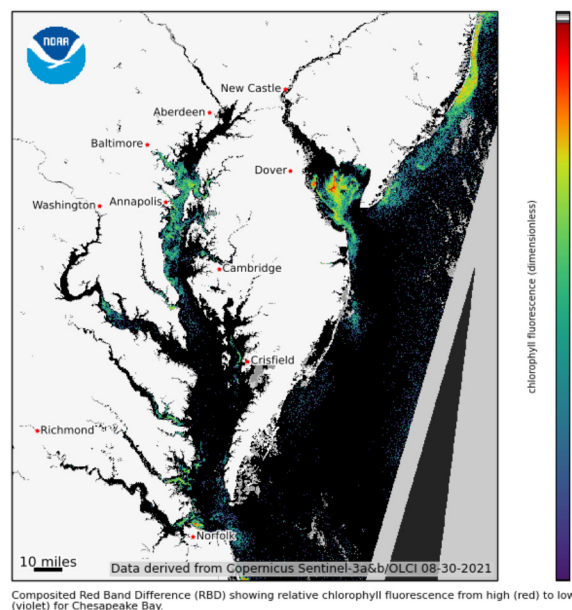 NOAA
New Castle
Aberdeen
Baltimore
Dover
Washington
Annapolis
Cambridge
Crisfield
Richmond
Norfolk
10 miles
Data derived from Copernicus Sentinel-3a&b/OLCI 08-30-2021
chlorophyll fluorescence (dimensionless)
Composited Red Band Difference (RBD) showing relative chlorophyll fluorescence from high (red) to low
(violet) for Chesapeake Bay.